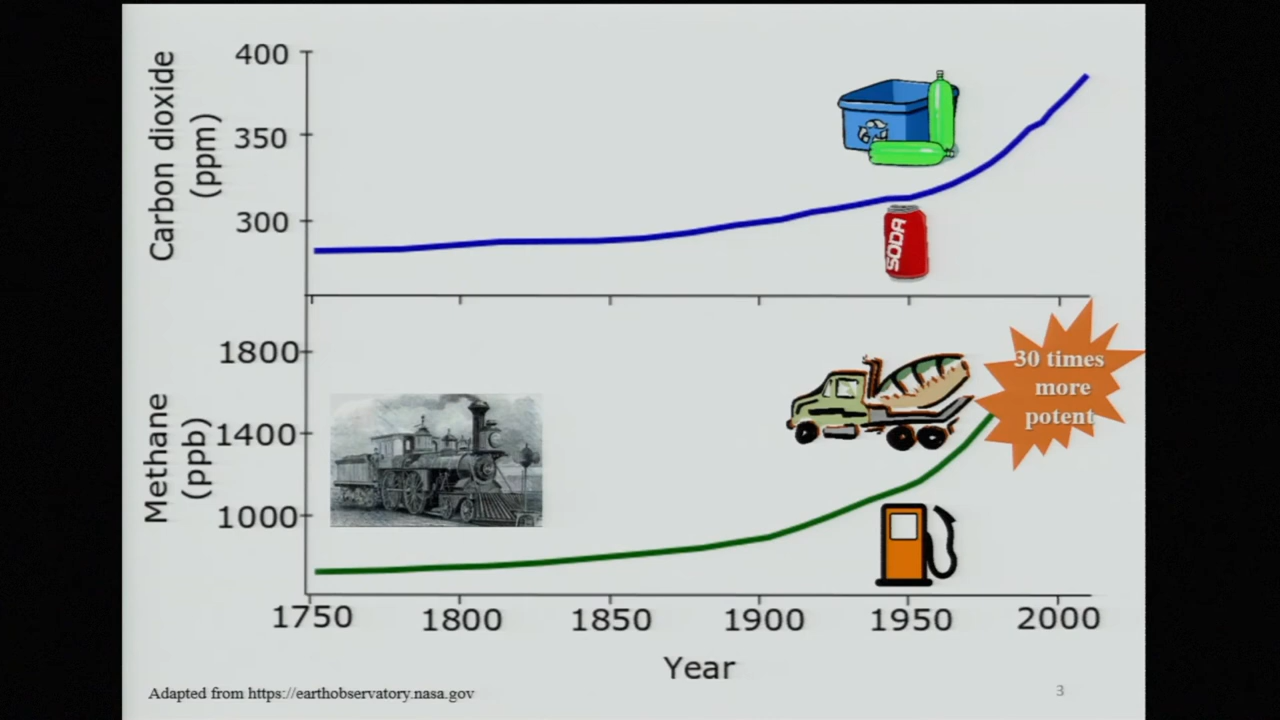 Carbon dioxide
(ppm)
400
350
300
SODA
Methane
(ppb)
1800
1400
1000
30 times
more
potent
1750 1800 1850 1900 1950 2000
Year
Adapted from https://earthobservatory.nasa.gov
3